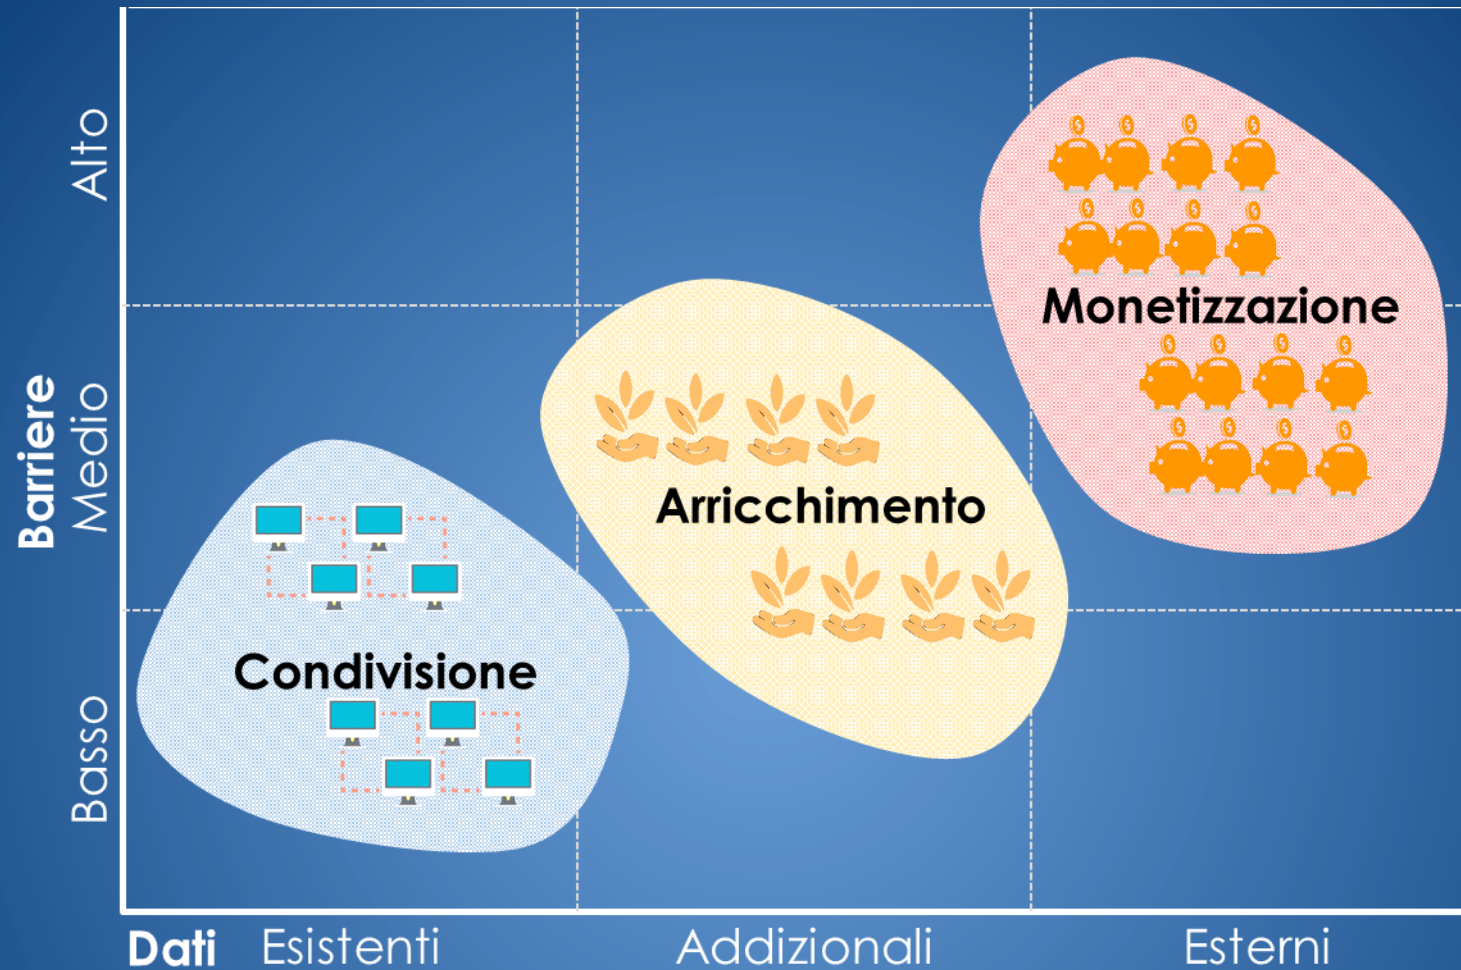 Barriere
Alto
Medio
Basso
Monetizzazione
Arricchimento
Condivisione
Dati
Esistenti
Addizionali
Esterni